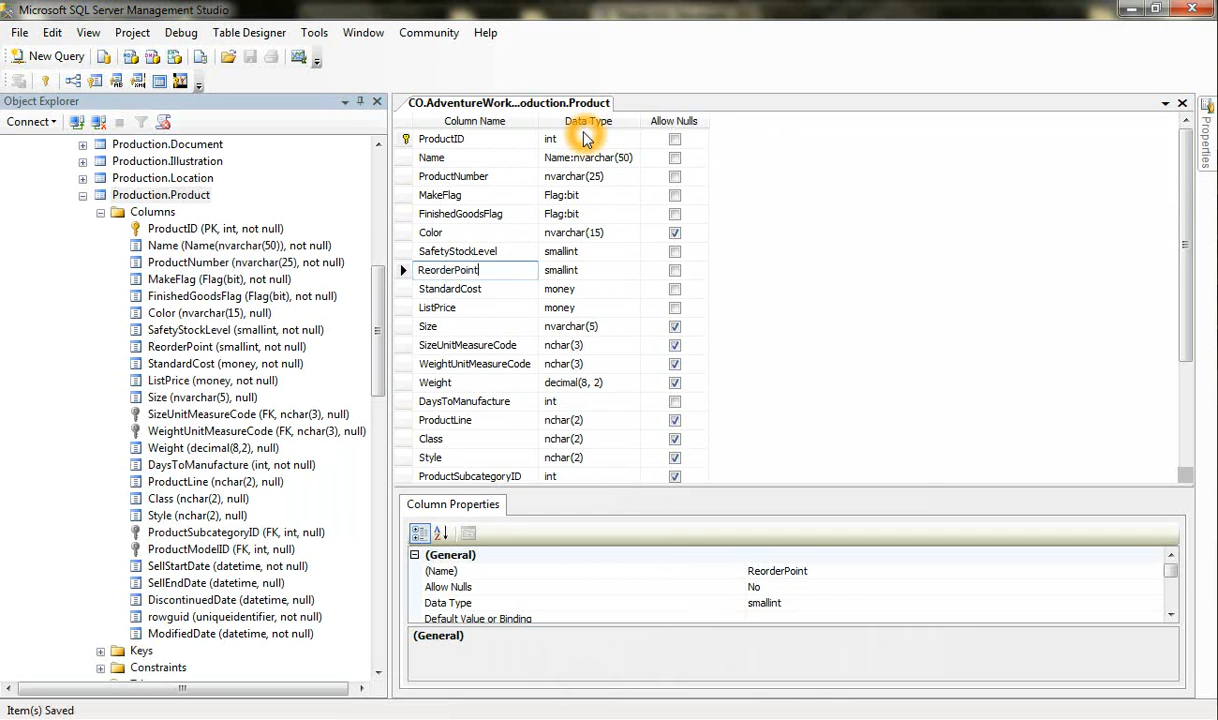 Microsoft SQL Server Management Studio
File Edit View Project Debug Table Designer Tools Window Community Help
New Query
Object Explorer
Connect
Production.Document
Production.Illustration
Production.Location
Production.Product
Columns
ProductID (PK, int, not null)
Name (Name(nvarchar(50)), not null)
ProductNumber (nvarchar(25), not null)
MakeFlag (Flag(bit), not null)
FinishedGoodsFlag (Flag(bit), not null)
Color (nvarchar(15), null)
SafetyStockLevel (smallint, not null)
ReorderPoint (smallint, not null)
StandardCost (money, not null)
ListPrice (money, not null)
Size (nvarchar(5), null)
SizeUnitMeasureCode (FK, nchar(3), null)
WeightUnitMeasureCode (FK, nchar(3), null)
Weight (decimal(8,2), null)
DaysToManufacture (int, not null)
ProductLine (nchar(2), null)
Class (nchar(2), null)
Style (nchar(2), null)
ProductSubcategoryID (FK, int, null)
ProductModelID (FK, int, null)
SellStartDate (datetime, not null)
SellEndDate (datetime, null)
DiscontinuedDate (datetime, null)
rowguid (uniqueidentifier, not null)
ModifiedDate (datetime, not null)
Keys
Constraints
CO.AdventureWork...oduction.Product
Column Name Data Type Allow Nulls
ProductID int
Name Name:nvarchar(50)
ProductNumber nvarchar(25)
MakeFlag Flag:bit
FinishedGoodsFlag Flag:bit
Color nvarchar(15)
SafetyStockLevel smallint
ReorderPoint smallint
StandardCost money
ListPrice money
Size nvarchar(5)
SizeUnitMeasureCode nchar(3)
WeightUnitMeasureCode nchar(3)
Weight decimal(8, 2)
DaysToManufacture int
ProductLine nchar(2)
Class nchar(2)
Style nchar(2)
ProductSubcategoryID int
Column Properties
(General)
(Name) ReorderPoint
Allow Nulls No
Data Type smallint
Default Value or Binding
(General)
Properties
Item(s) Saved